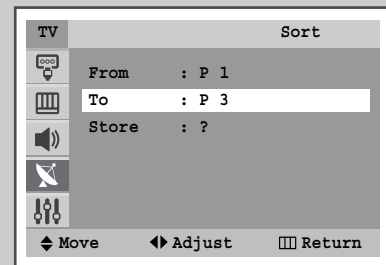 TV Sort
From : P 1
To : P 3
Store : ?
Move Adjust Return